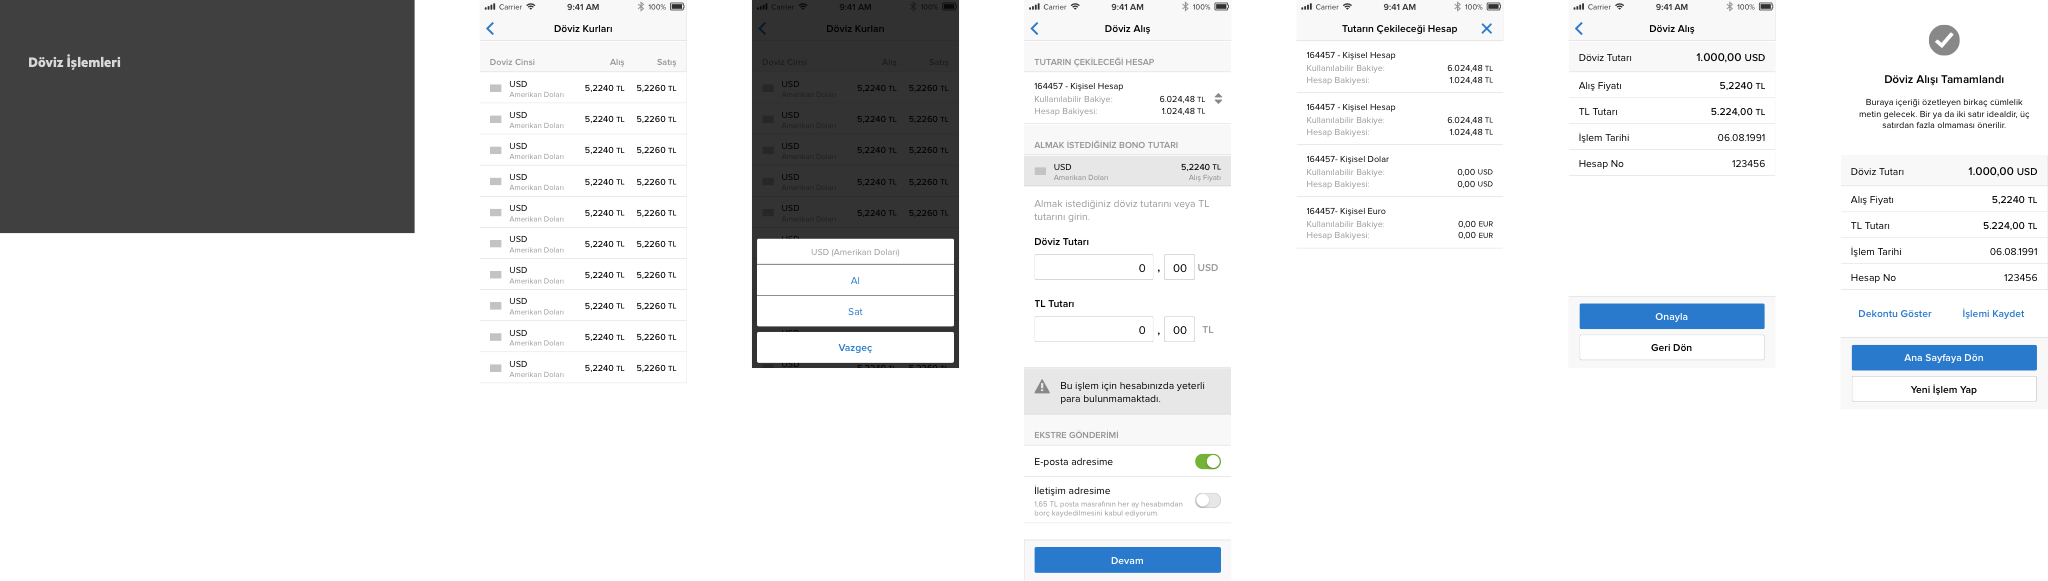 Döviz İşlemleri
Carrier 9:41 AM 100%
Döviz Kurları
Doviz Cinsi Alış Satış
USD 5,2240 TL 5,2260 TL
Amerikan Doları
USD 5,2240 TL 5,2260 TL
Amerikan Doları
USD 5,2240 TL 5,2260 TL
Amerikan Doları
USD 5,2240 TL 5,2260 TL
Amerikan Doları
USD 5,2240 TL 5,2260 TL
Amerikan Doları
USD 5,2240 TL 5,2260 TL
Amerikan Doları
USD 5,2240 TL 5,2260 TL
Amerikan Doları
USD 5,2240 TL 5,2260 TL
Amerikan Doları
USD 5,2240 TL 5,2260 TL
Amerikan Doları
USD 5,2240 TL 5,2260 TL
Amerikan Doları
Carrier 9:41 AM 100%
Döviz Kurları
Doviz Cinsi Alış Satış
USD 5,2240 TL 5,2260 TL
Amerikan Doları
USD 5,2240 TL 5,2260 TL
Amerikan Doları
USD 5,2240 TL 5,2260 TL
Amerikan Doları
USD 5,2240 TL 5,2260 TL
Amerikan Doları
USD 5,2240 TL 5,2260 TL
Amerikan Doları
USD (Amerikan Doları)
Al
Sat
Vazgeç
Carrier 9:41 AM 100%
Döviz Alış
TUTARIN ÇEKİLECEĞİ HESAP
164457 - Kişisel Hesap
Kullanılabilir Bakiye: 6.024,48 TL
Hesap Bakiyesi: 1.024,48 TL
ALMAK İSTEDİĞİNİZ BONO TUTARI
USD 5,2240 TL
Amerikan Doları Alış Fiyatı
Almak istediğiniz döviz tutarını veya TL
tutarını girin.
Döviz Tutarı
0 , 00 USD
TL Tutarı
0 , 00 TL
Bu işlem için hesabınızda yeterli
para bulunmamaktadı.
EKSTRE GÖNDERİMİ
E-posta adresime
İletişim adresime
1,65 TL posta masrafının her ay hesabımdan
borç kaydedilmesini kabul ediyorum.
Devam
Carrier 9:41 AM 100%
Tutarın Çekileceği Hesap
164457 - Kişisel Hesap
Kullanılabilir Bakiye: 6.024,48 TL
Hesap Bakiyesi: 1.024,48 TL
164457 - Kişisel Hesap
Kullanılabilir Bakiye: 6.024,48 TL
Hesap Bakiyesi: 1.024,48 TL
164457- Kişisel Dolar
Kullanılabilir Bakiye: 0,00 USD
Hesap Bakiyesi: 0,00 USD
164457- Kişisel Euro
Kullanılabilir Bakiye: 0,00 EUR
Hesap Bakiyesi: 0,00 EUR
Carrier 9:41 AM 100%
Döviz Alış
Döviz Tutarı 1.000,00 USD
Alış Fiyatı 5,2240 TL
TL Tutarı 5.224,00 TL
İşlem Tarihi 06.08.1991
Hesap No 123456
Onayla
Geri Dön
Döviz Alışı Tamamlandı
Buraya içeriği özetleyen birkaç cümlelik
metin gelecek. Bir ya da iki satır idealdir, üç
satırdan fazla olmaması önerilir.
Döviz Tutarı 1.000,00 USD
Alış Fiyatı 5,2240 TL
TL Tutarı 5.224,00 TL
İşlem Tarihi 06.08.1991
Hesap No 123456
Dekontu Göster İşlemi Kaydet
Ana Sayfaya Dön
Yeni İşlem Yap